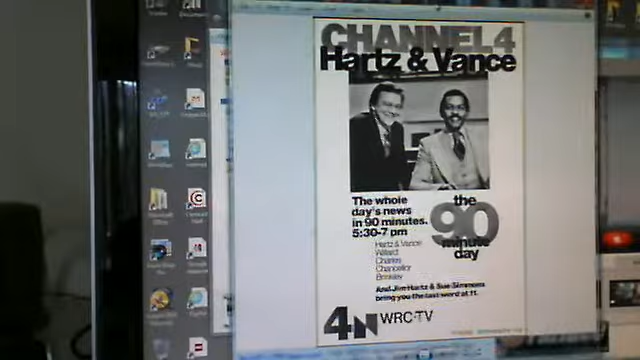 CHANNEL 4
Hartz & Vance
The whole
day's news
in 90 minutes.
5:30-7 pm
the
90
minute
day
Hartz & Vance
Willard
Charles
Chancellor
Brinkley
And Jim Hartz & Sue Simmons
bring you the last word at 11.
4
WRC-TV